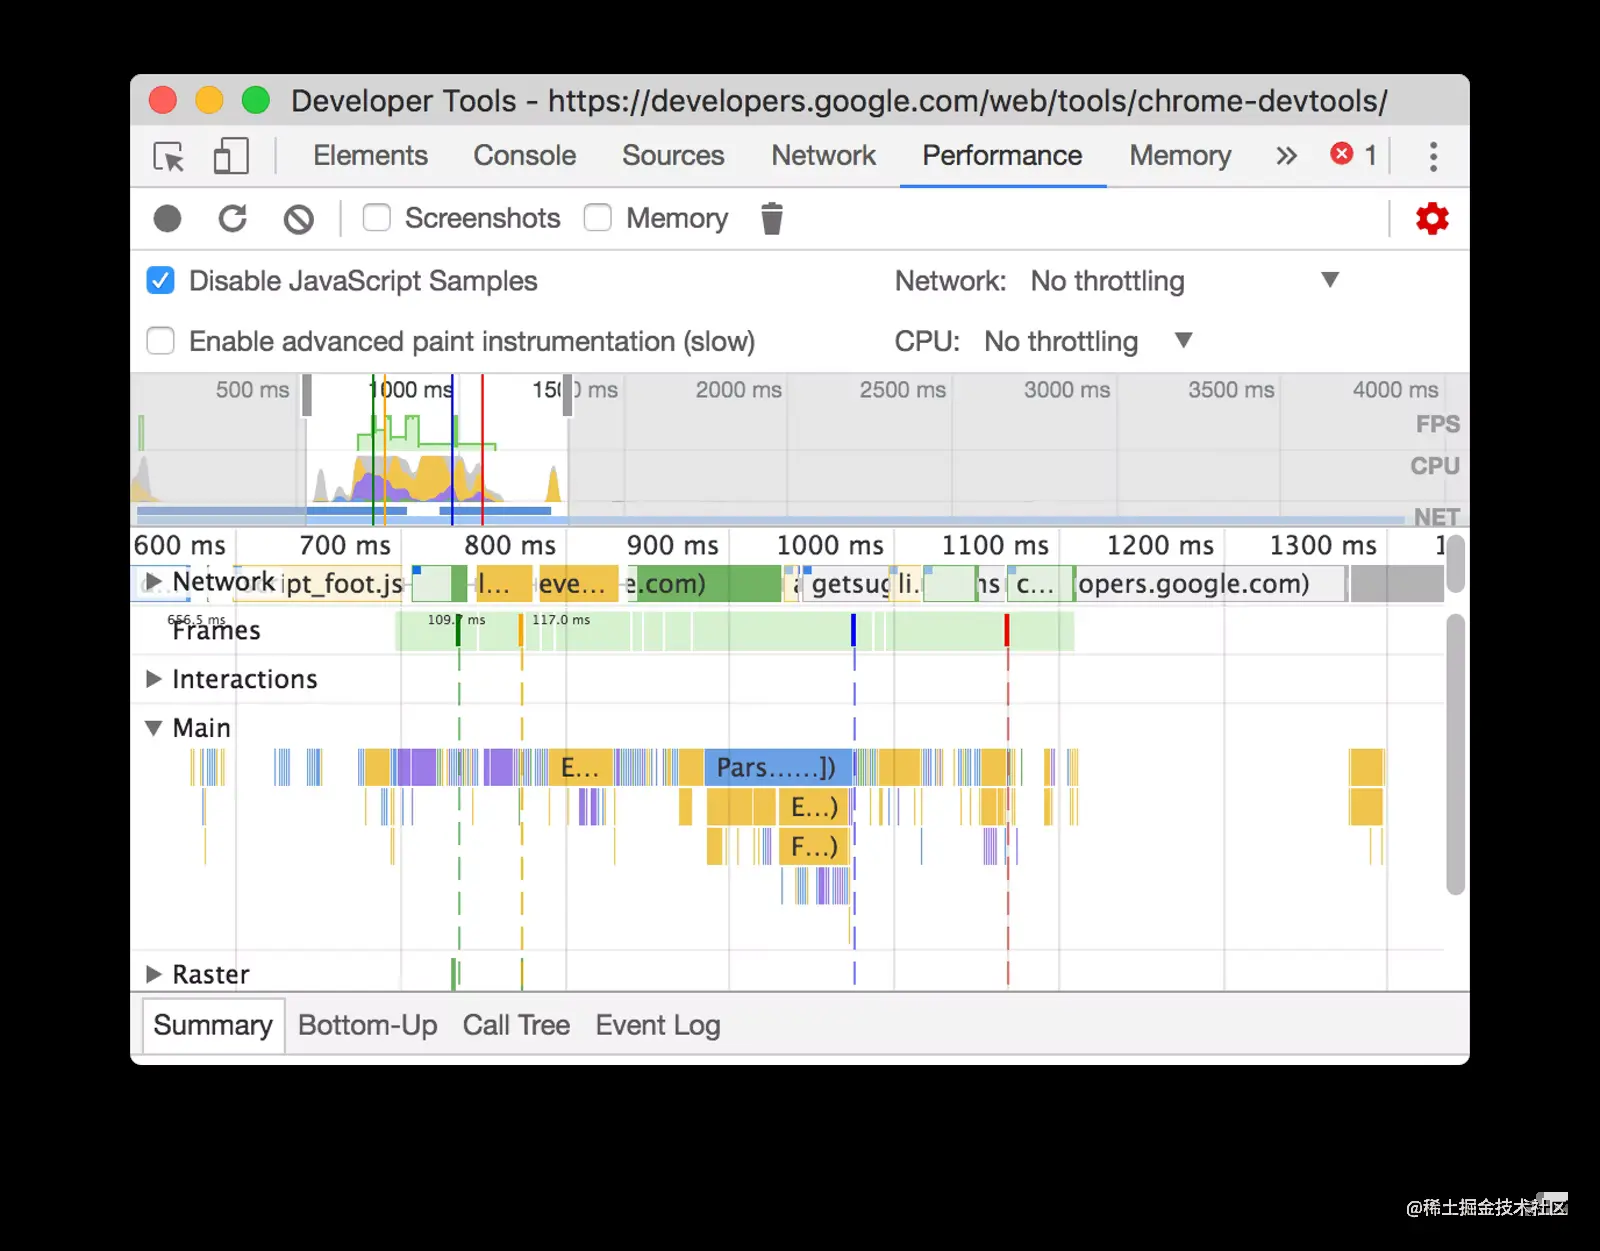 Developer Tools - https://developers.google.com/web/tools/chrome-devtools/
Elements Console Sources Network Performance Memory » 1
Screenshots Memory
Disable JavaScript Samples Network: No throttling
Enable advanced paint instrumentation (slow) CPU: No throttling
500 ms 1000 ms 1500 ms 2000 ms 2500 ms 3000 ms 3500 ms 4000 ms
FPS
CPU
NET
600 ms 700 ms 800 ms 900 ms 1000 ms 1100 ms 1200 ms 1300 ms 1
Network ipt_foot.js l... eve... e.com) getsug li. ns c... opers.google.com)
656.5 ms 109.7 ms 117.0 ms
Frames
Interactions
Main
E... Pars......])
E...)
F...)
Raster
Summary Bottom-Up Call Tree Event Log
@稀土掘金技术社区